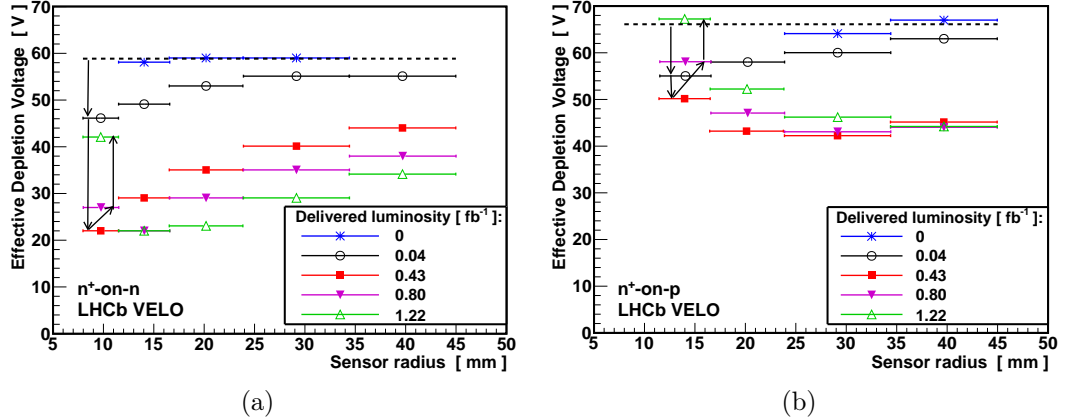 Effective Depletion Voltage [ V ]
70
60
50
40
30
20
10
0
Delivered luminosity [ fb-1]:
0
0.04
0.43
0.80
1.22
n+-on-n
LHCb VELO
5 10 15 20 25 30 35 40 45 50
Sensor radius [ mm ]
(a)
Effective Depletion Voltage [ V ]
70
60
50
40
30
20
10
0
Delivered luminosity [ fb-1]:
0
0.04
0.43
0.80
1.22
n+-on-p
LHCb VELO
5 10 15 20 25 30 35 40 45 50
Sensor radius [ mm ]
(b)